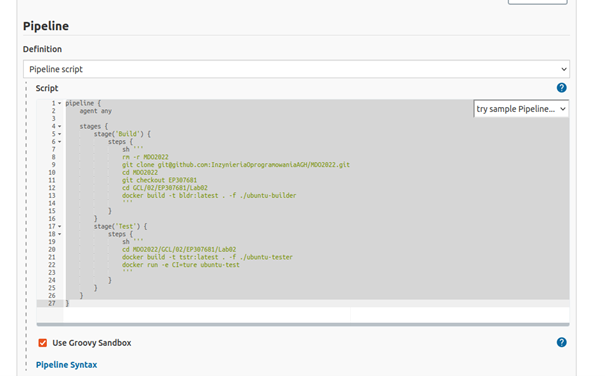 Pipeline
Definition
Pipeline script
Script
try sample Pipeline...
1 pipeline {
2 agent any
3
4 stages {
5 stage('Build') {
6 steps {
7 sh '''
8 rm -r MDO2022
9 git clone git@github.com:InzynieriaOprogramowaniaAGH/MDO2022.git
10 cd MDO2022
11 git checkout EP307601
12 cd GCL/02/EP307601/Lab02
13 docker build -t bldr:latest . -f ./ubuntu-builder
14 '''
15 }
16 }
17 stage('Test') {
18 steps {
19 sh '''
20 cd MDO2022/GCL/02/EP307601/Lab02
21 docker build -t tstr:latest . -f ./ubuntu-tester
22 docker run -e CI=ture ubuntu-test
23 '''
24 }
25 }
26 }
27 }
Use Groovy Sandbox
Pipeline Syntax